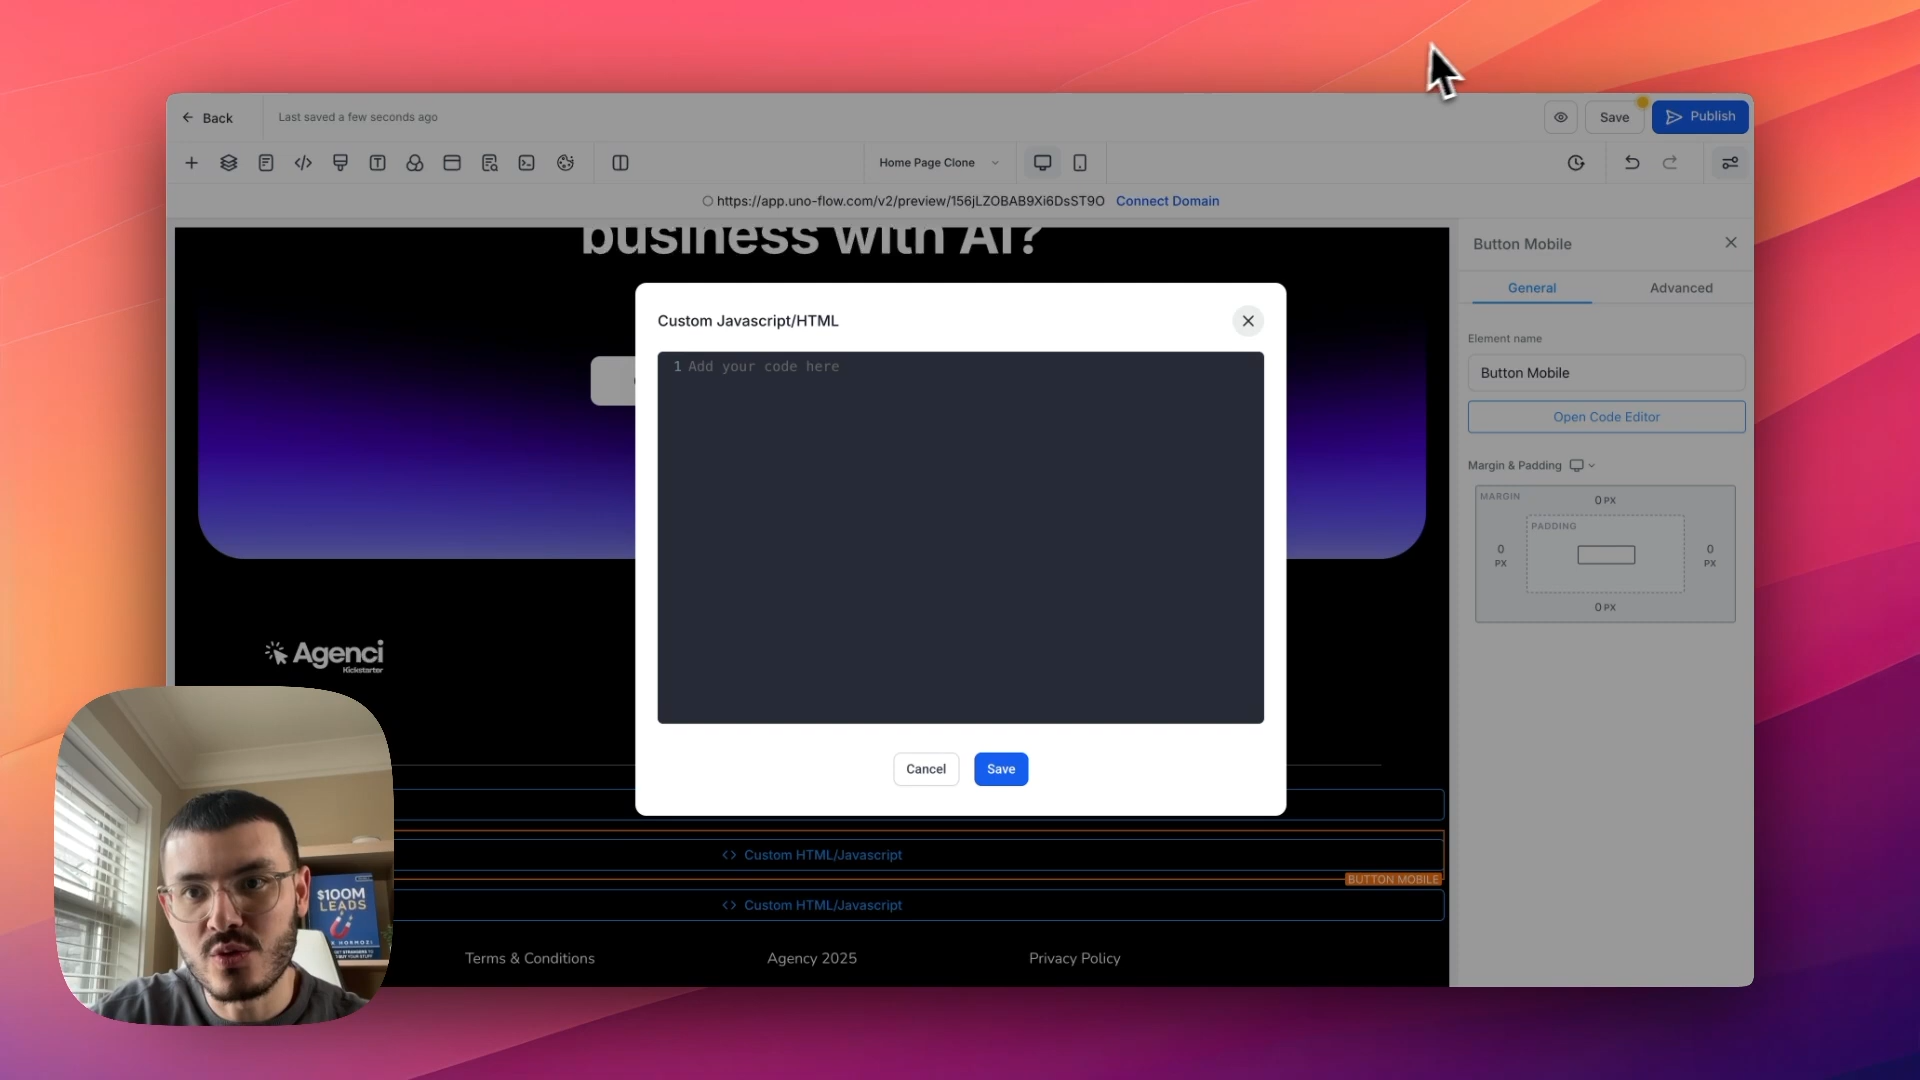 Back
Last saved a few seconds ago
Save
Publish
Home Page Clone
https://app.uno-flow.com/v2/preview/156jLZOBAB9Xi6DsST9O Connect Domain
business with AI?
Button Mobile
General
Advanced
Element name
Button Mobile
Open Code Editor
Margin & Padding
MARGIN
0 PX
PADDING
0 PX
0 PX
0 PX
Custom Javascript/HTML
1 Add your code here
Cancel
Save
Agenci
Kickstarter
Custom HTML/Javascript
BUTTON MOBILE
Custom HTML/Javascript
Terms & Conditions
Agency 2025
Privacy Policy
$100M
LEADS
HORMOZI